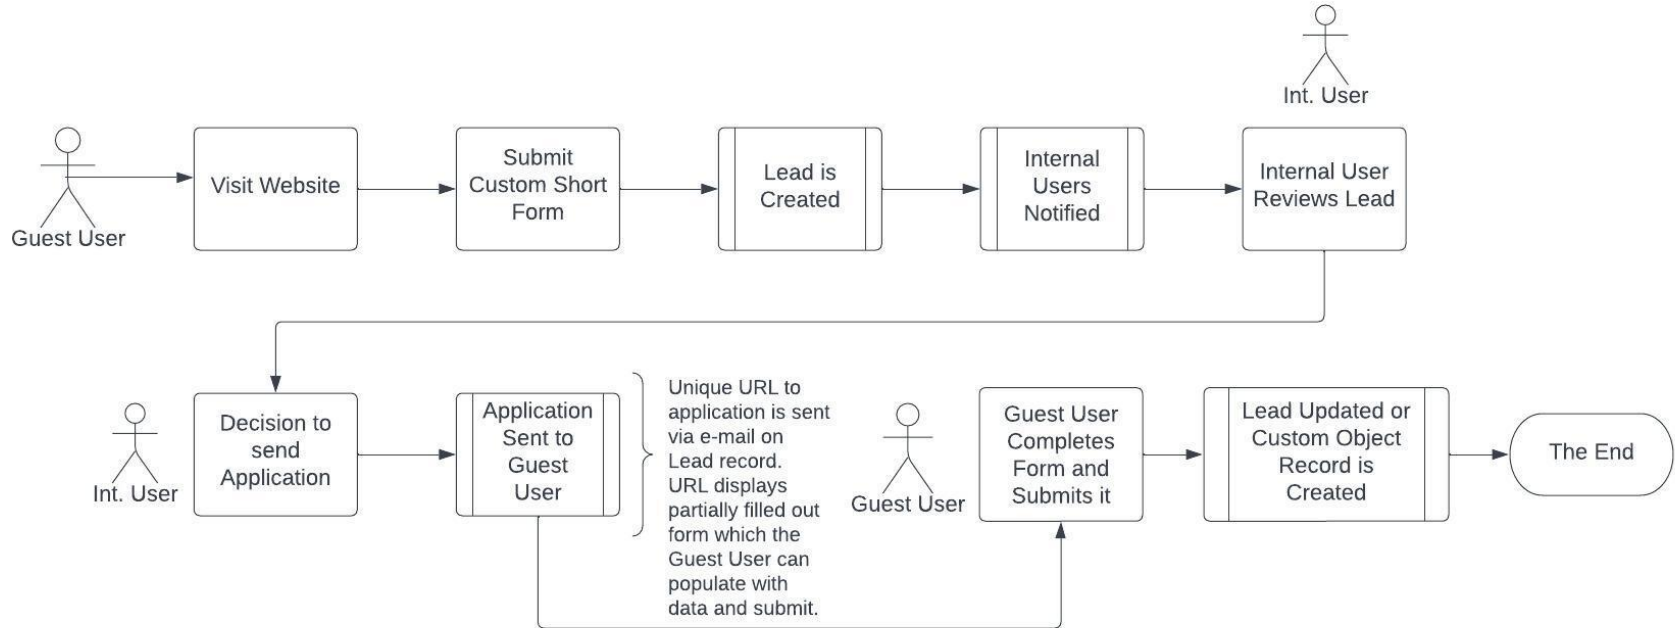 Int. User
Guest User
Visit Website
Submit
Custom Short
Form
Lead is
Created
Internal
Users
Notified
Internal User
Reviews Lead
Int. User
Decision to
send
Application
Application
Sent to
Guest
User
Unique URL to
application is sent
via e-mail on
Lead record.
URL displays
partially filled out
form which the
Guest User can
populate with
data and submit.
Guest User
Guest User
Completes
Form and
Submits it
Lead Updated or
Custom Object
Record is
Created
The End